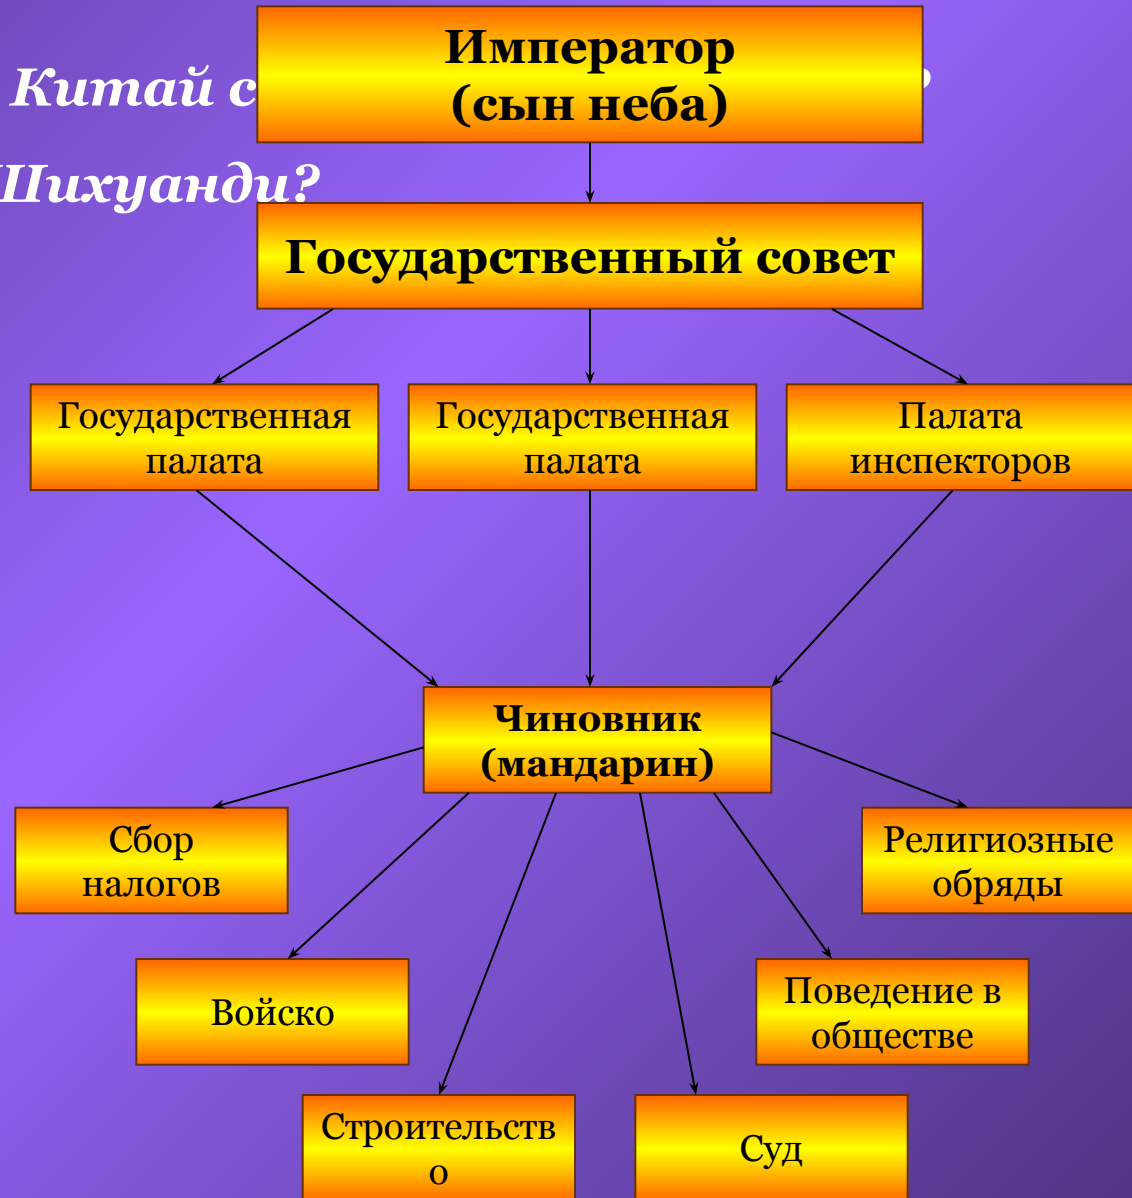 Император
(сын неба)
Китай с
?
Шихуанди?
Государственный совет
Государственная
палата
Государственная
палата
Палата
инспекторов
Чиновник
(мандарин)
Сбор
налогов
Религиозные
обряды
Войско
Поведение в
обществе
Строительств
о
Суд